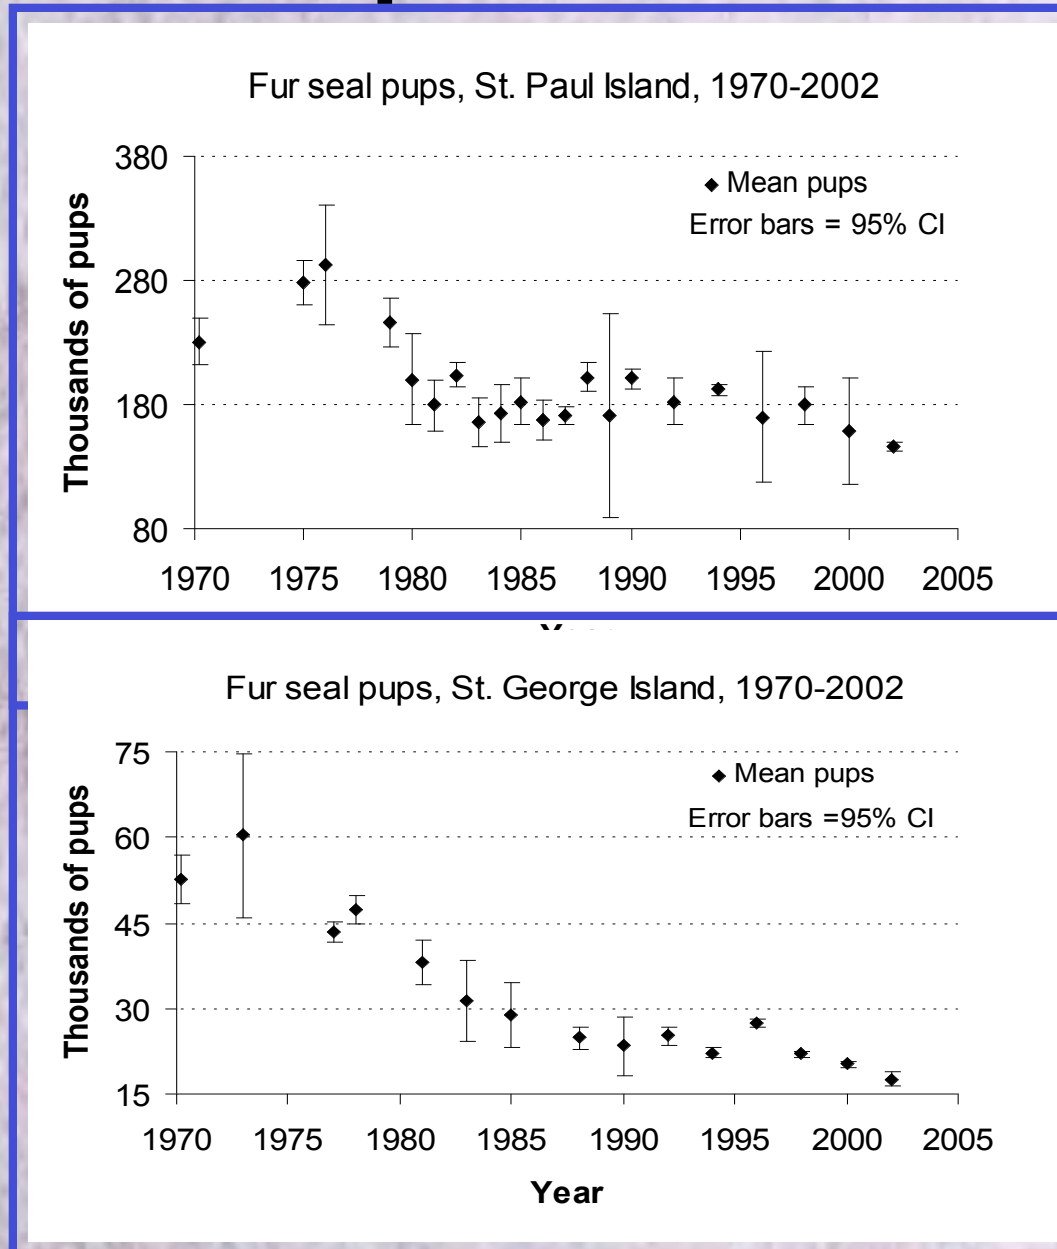 Fur seal pups, St. Paul Island, 1970-2002
380
280
180
80
Thousands of pups
Mean pups
Error bars = 95% CI
1970 1975 1980 1985 1990 1995 2000 2005
Fur seal pups, St. George Island, 1970-2002
75
60
45
30
15
Thousands of pups
Mean pups
Error bars =95% CI
1970 1975 1980 1985 1990 1995 2000 2005
Year